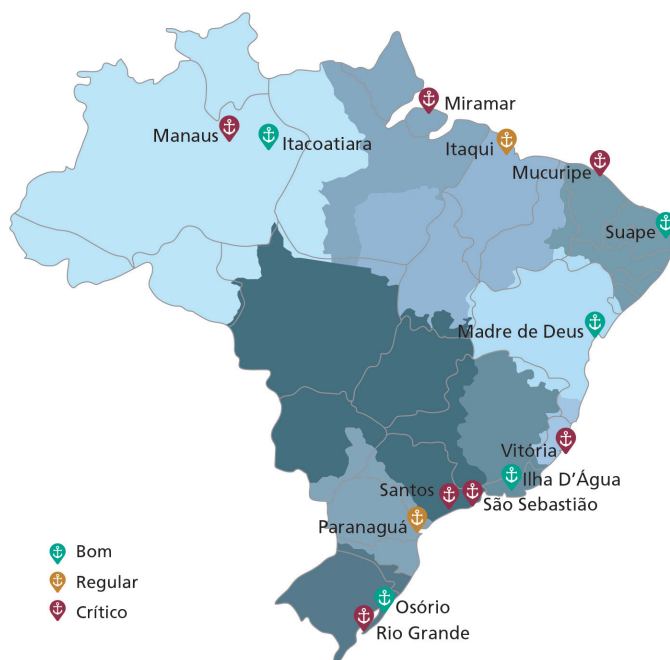 Miramar
Manaus
Itacoatiara
Itaqui
Mucuripe
Suape
Madre de Deus
Vitória
Ilha D’Água
Santos
São Sebastião
Paranaguá
Bom
Regular
Crítico
Osório
Rio Grande